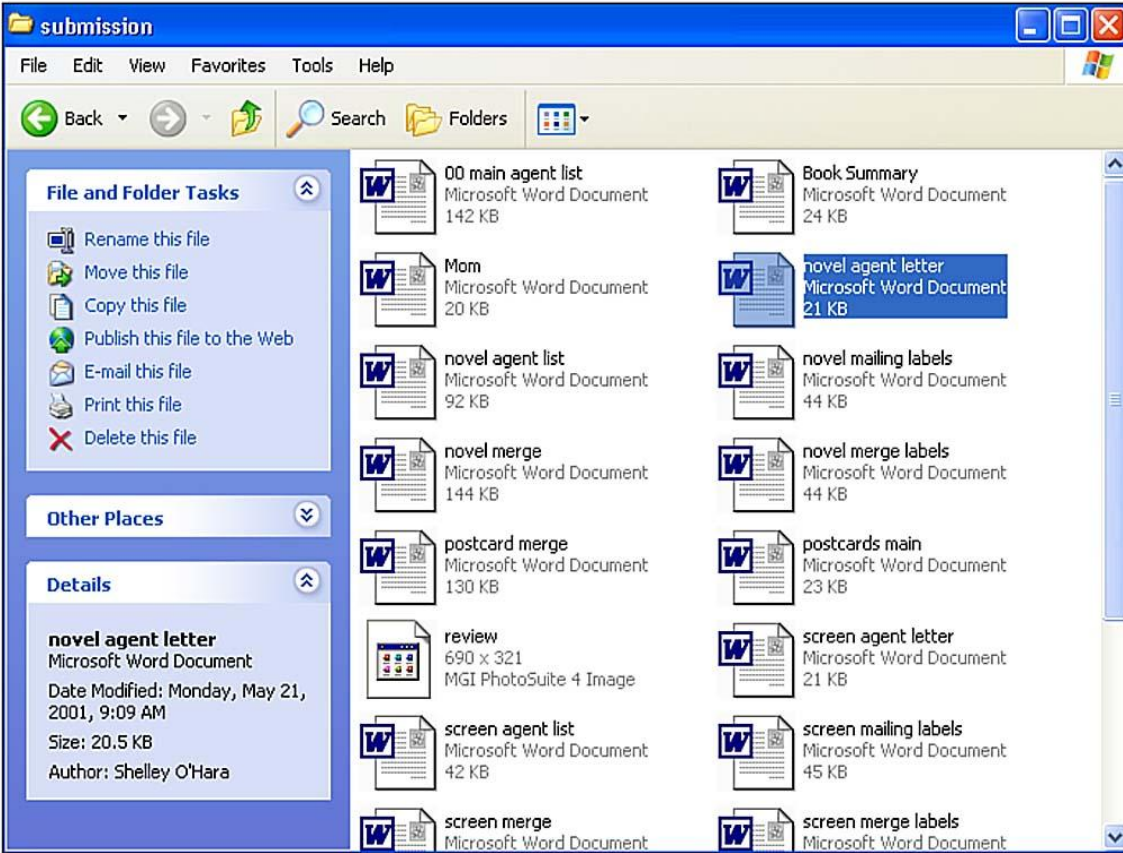 submission
File Edit View Favorites Tools Help
Back Search Folders
File and Folder Tasks
Rename this file
Move this file
Copy this file
Publish this file to the Web
E-mail this file
Print this file
Delete this file
Other Places
Details
novel agent letter
Microsoft Word Document
Date Modified: Monday, May 21,
2001, 9:09 AM
Size: 20.5 KB
Author: Shelley O'Hara
00 main agent list
Microsoft Word Document
142 KB
Book Summary
Microsoft Word Document
24 KB
Mom
Microsoft Word Document
20 KB
novel agent letter
Microsoft Word Document
21 KB
novel agent list
Microsoft Word Document
92 KB
novel mailing labels
Microsoft Word Document
44 KB
novel merge
Microsoft Word Document
144 KB
novel merge labels
Microsoft Word Document
44 KB
postcard merge
Microsoft Word Document
130 KB
postcards main
Microsoft Word Document
23 KB
review
690 x 321
MGI PhotoSuite 4 Image
screen agent letter
Microsoft Word Document
21 KB
screen agent list
Microsoft Word Document
42 KB
screen mailing labels
Microsoft Word Document
45 KB
screen merge
Microsoft Word Document
screen merge labels
Microsoft Word Document